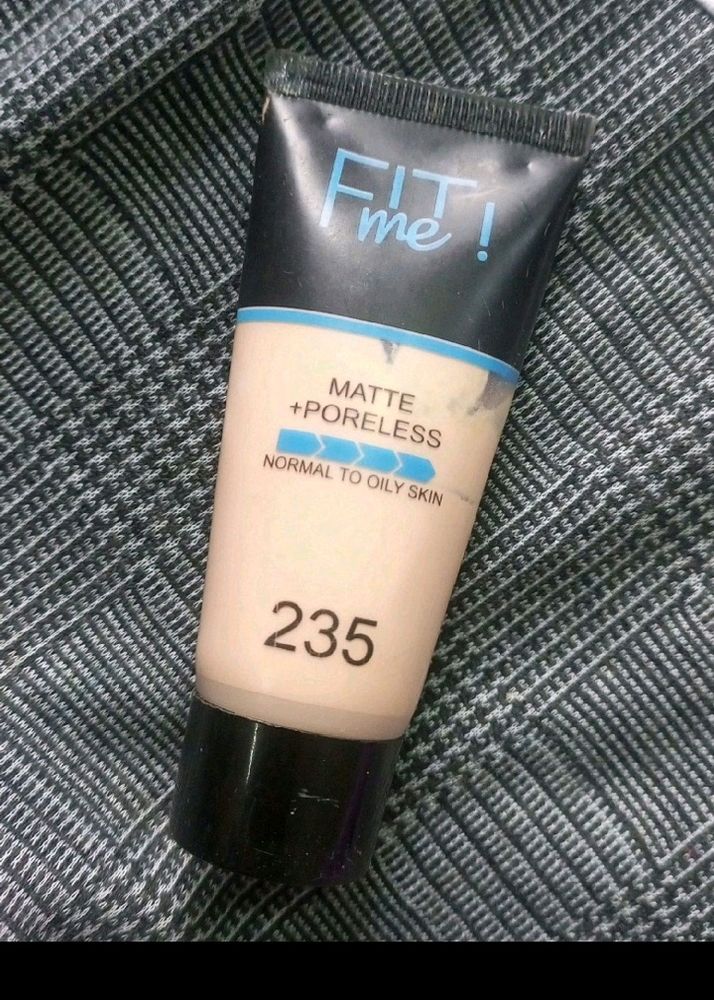 FIT
me !
MATTE
+PORELESS
NORMAL TO OILY SKIN
235